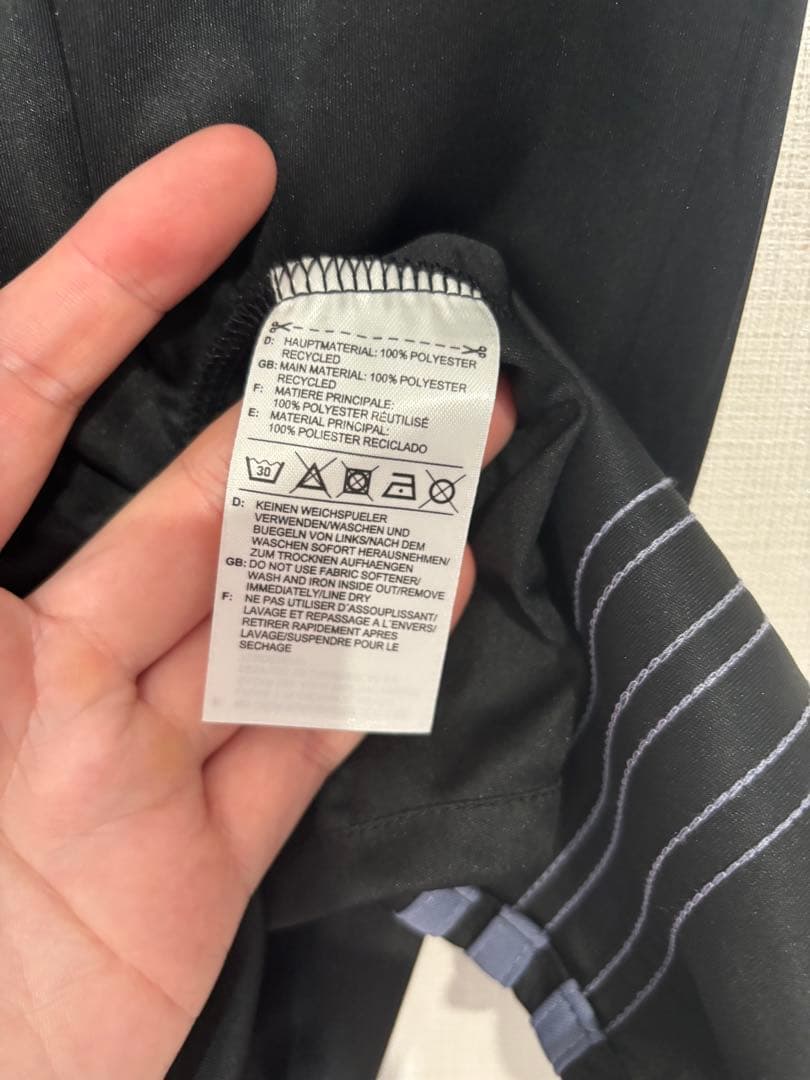 D: HAUPTMATERIAL: 100% POLYESTER
RECYCLED
GB: MAIN MATERIAL: 100% POLYESTER
RECYCLED
F: MATIERE PRINCIPALE:
100% POLYESTER RÉUTILISÉ
E: MATERIAL PRINCIPAL:
100% POLIESTER RECICLADO
30
D: KEINEN WEICHSPUELER
VERWENDEN/WASCHEN UND
BUEGELN VON LINKS/NACH DEM
WASCHEN SOFORT HERAUSNEHMEN/
ZUM TROCKNEN AUFHAENGEN
GB: DO NOT USE FABRIC SOFTENER/
WASH AND IRON INSIDE OUT/REMOVE
IMMEDIATELY/LINE DRY
F: NE PAS UTILISER D'ASSOUPLISSANT/
LAVAGE ET REPASSAGE A L'ENVERS/
RETIRER RAPIDEMENT APRES
LAVAGE/SUSPENDRE POUR LE
SECHAGE